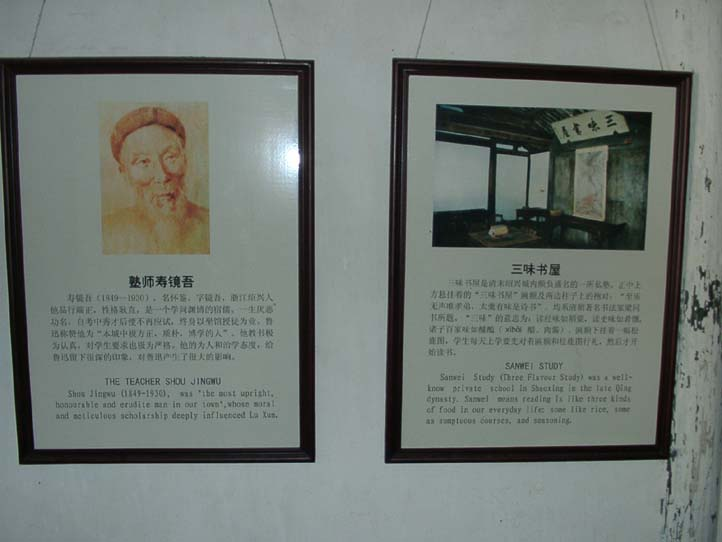 塾师寿镜吾
寿镜吾(1849—1930),名怀鉴,字镜吾,浙江绍兴人
他品行端正,性格耿直,是一个学问渊博的宿儒。一生厌恶
功名,自考中秀才后便不再应试,终身以坐馆授徒为业。鲁
迅称赞他为“本城中极方正,质朴,博学的人”。他教书极
为认真,对学生要求也极为严格。他的为人和治学态度,给
鲁迅留下很深的印象,对鲁迅产生了很大的影响。
THE TEACHER SHOU JINGWU
Shou Jingwu (1849-1930), was "the most upright,
honourable and erudite man in our town",whose moral
and meticulous scholarship deeply influenced Lu Xun.
三味書屋
三味书屋
三味书屋是清末绍兴城内颇负盛名的一所私塾。正中上
方悬挂着的“三味书屋”匾额及两边柱子上的抱对:“至乐
无声唯孝弟,太羹有味是诗书”,均系清朝著名书法家梁同
书所题。“三味”的意思为:读经味如稻粱,读史味如肴馔,
诸子百家味如醯醢(xīhǎi 醋、肉酱)。匾额下挂着一幅松
鹿图,学生每天上学要先对着匾额和松鹿图行礼,然后才开
始读书。
SANWEI STUDY
Sanwei Study (Three Flavour Study) was a well-
know private school In Shaoxing in the late Qing
dynasty. Sanwei means reading Is like three kinds
of food in our everyday life: some like rice, some
as sumptuous courses, and seasoning.